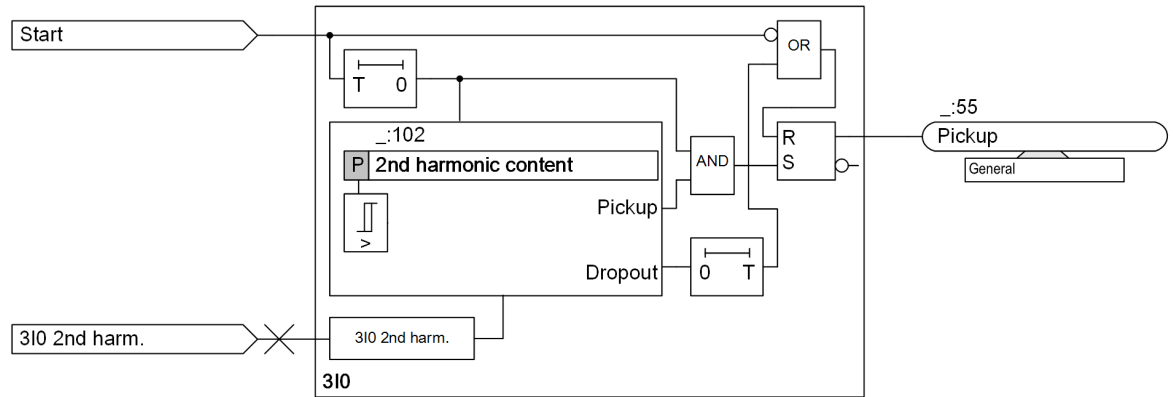 Start
OR
T 0
_:102
P 2nd harmonic content
>
Pickup
Dropout
AND
R
S
0 T
_:55
Pickup
General
3I0 2nd harm.
3I0 2nd harm.
3I0